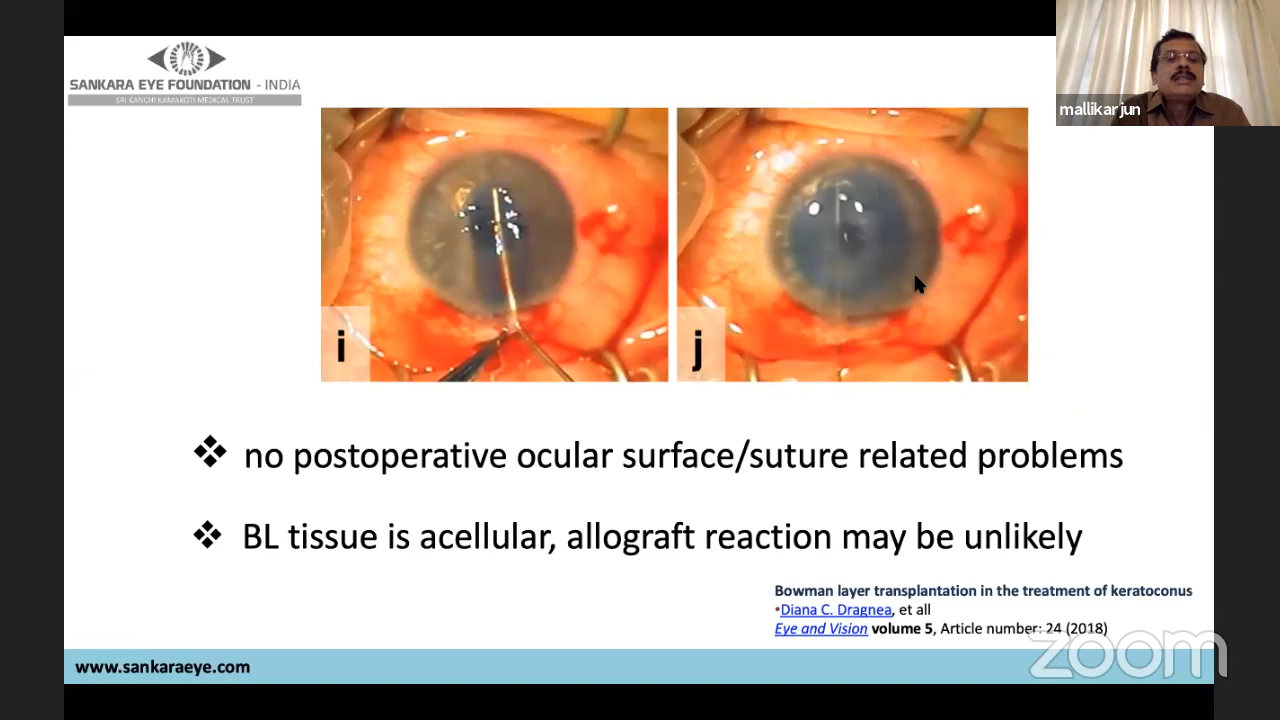 SANKARA EYE FOUNDATION - INDIA
SRI KANCHI KAMAKOTI MEDICAL TRUST
mallikarjun
i
j
❖ no postoperative ocular surface/suture related problems
❖ BL tissue is acellular, allograft reaction may be unlikely
Bowman layer transplantation in the treatment of keratoconus
•Diana C. Dragnea, et all
Eye and Vision volume 5, Article number: 24 (2018)
zoom
www.sankaraeye.com